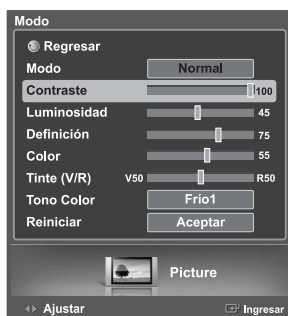 Modo
Regresar
Modo Normal
Contraste 100
Luminosidad 45
Definición 75
Color 55
Tinte (V/R) V50 R50
Tono Color Frío1
Reiniciar Aceptar
Picture
Ajustar Ingresar